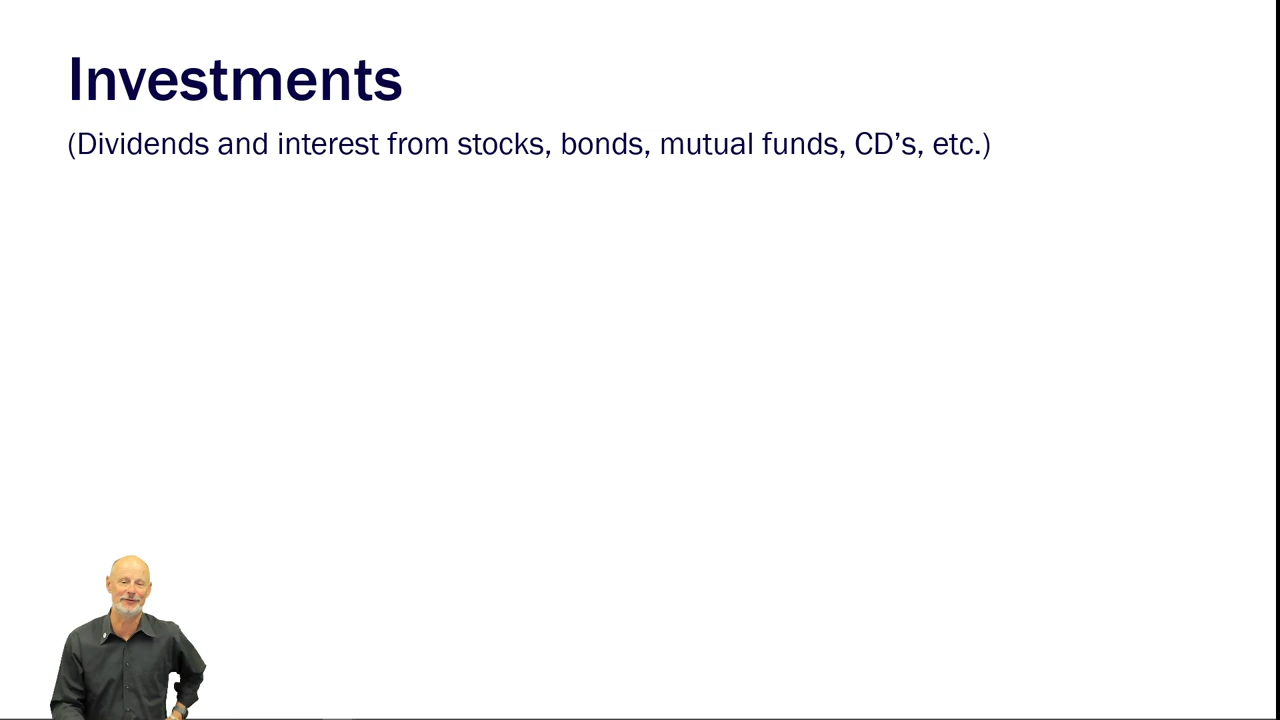 Investments
(Dividends and interest from stocks, bonds, mutual funds, CD’s, etc.)